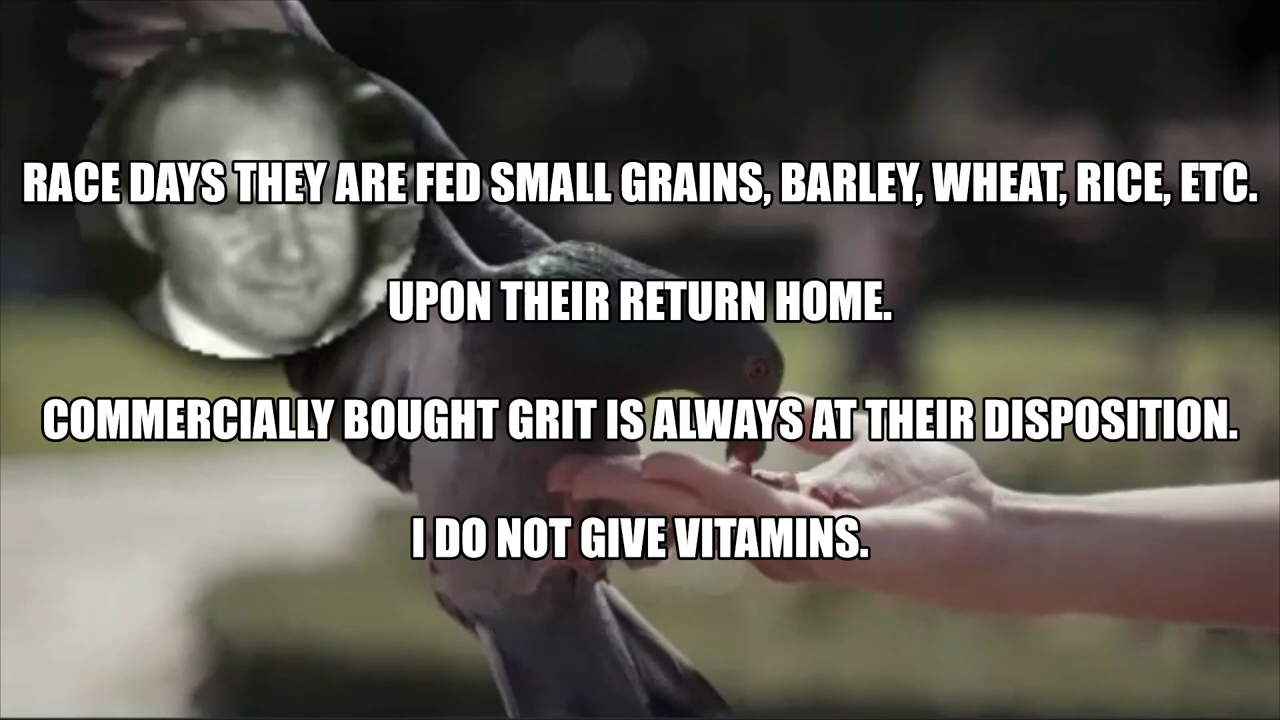 RACE DAYS THEY ARE FED SMALL GRAINS, BARLEY, WHEAT, RICE, ETC.
UPON THEIR RETURN HOME.
COMMERCIALLY BOUGHT GRIT IS ALWAYS AT THEIR DISPOSITION.
I DO NOT GIVE VITAMINS.